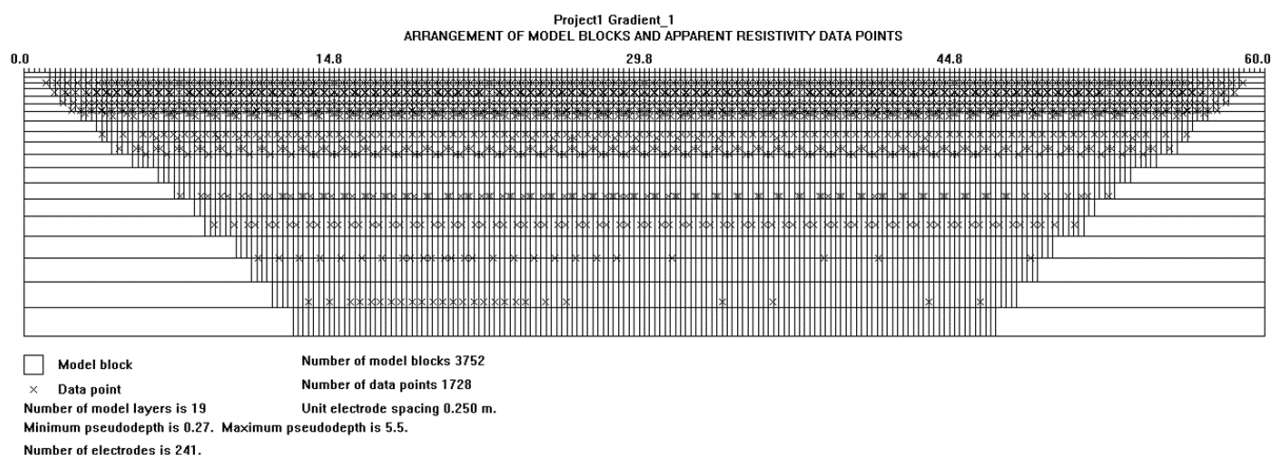 Project1 Gradient_1
ARRANGEMENT OF MODEL BLOCKS AND APPARENT RESISTIVITY DATA POINTS
0.0 14.8 29.8 44.8 60.0
Model block Number of model blocks 3752
Data point Number of data points 1728
Number of model layers is 19 Unit electrode spacing 0.250 m.
Minimum pseudodepth is 0.27. Maximum pseudodepth is 5.5.
Number of electrodes is 241.